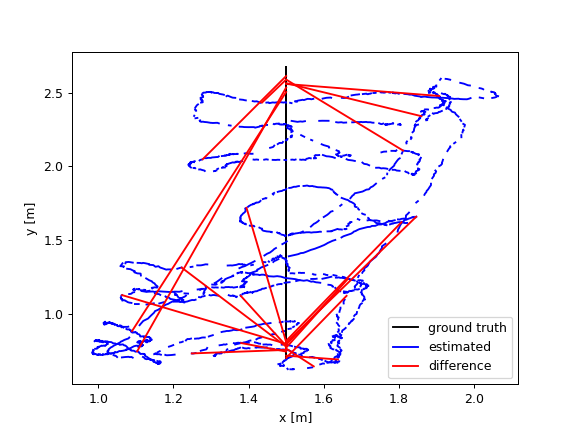 2.5
2.0
1.5
1.0
y [m]
ground truth
estimated
difference
1.0 1.2 1.4 1.6 1.8 2.0
x [m]